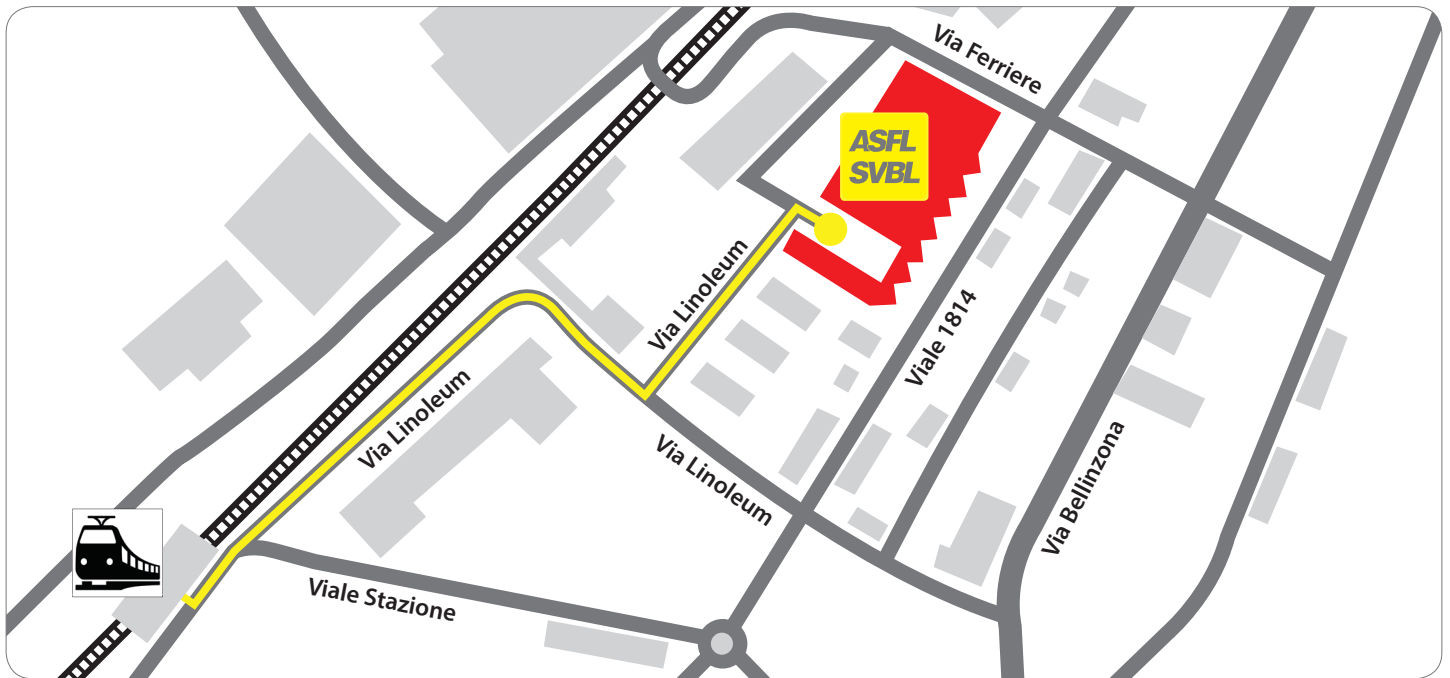 Via Ferriere
ASFL
SVBL
Via Linoleum
Viale 1814
Via Linoleum
Via Linoleum
Via Bellinzona
Viale Stazione